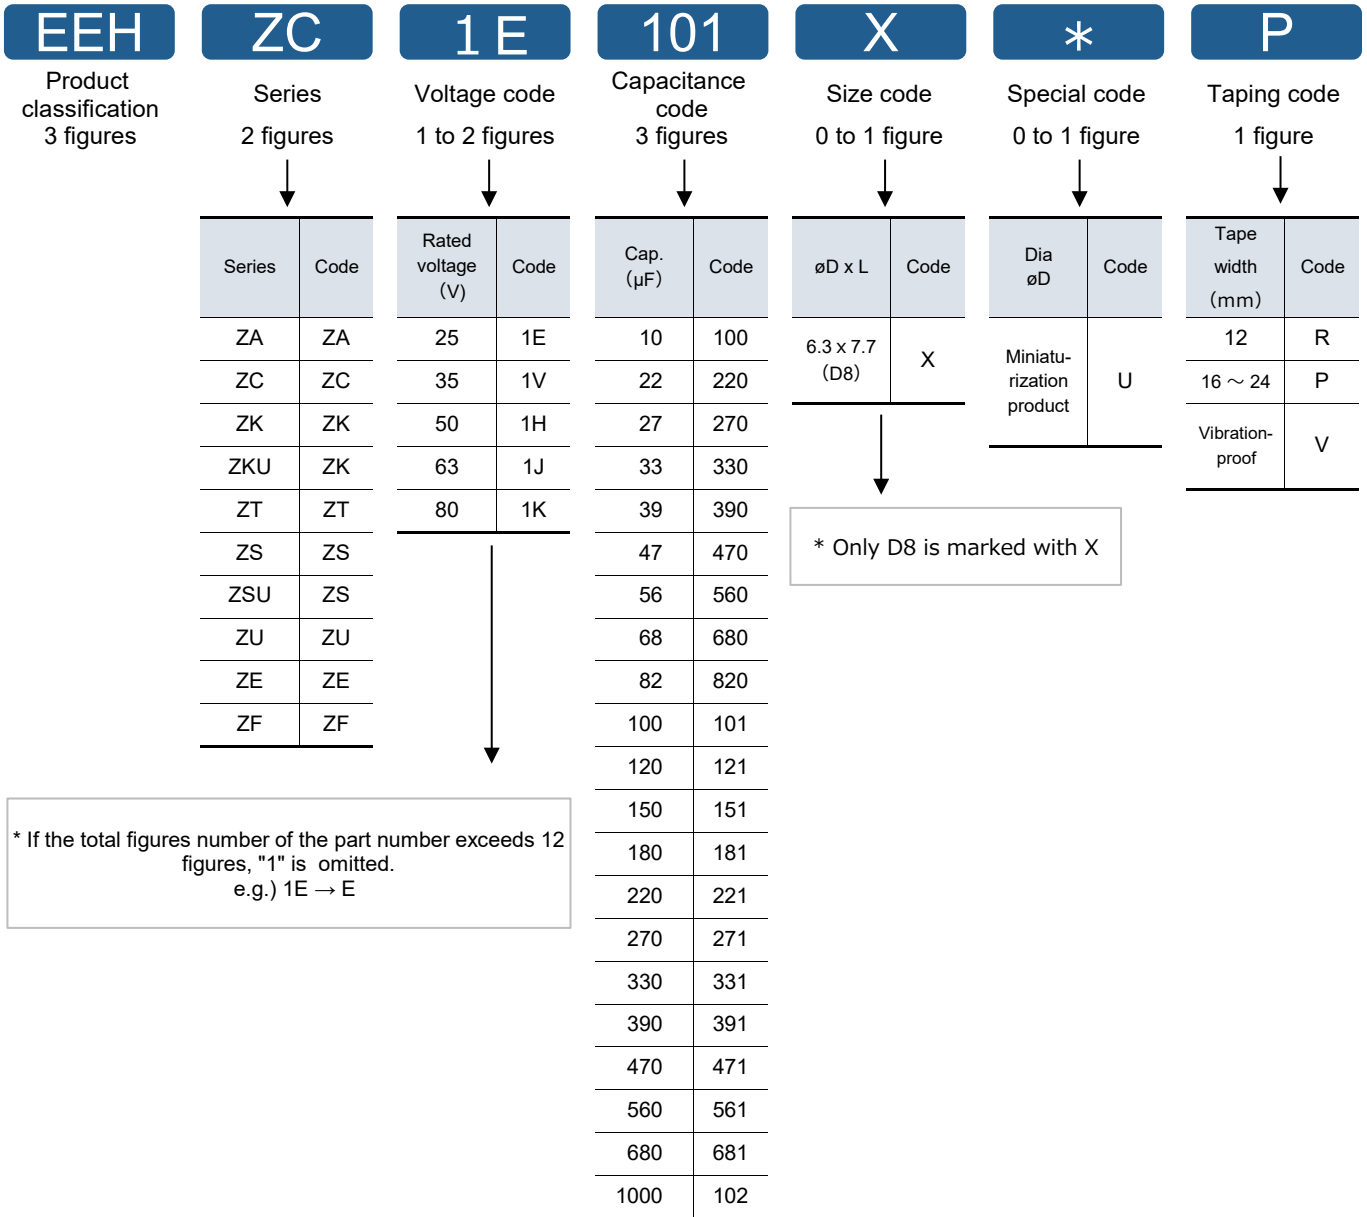 EEH ZC 1E 101 X * P
Product
classification
3 figures
Series
2 figures
Voltage code
1 to 2 figures
Capacitance
code
3 figures
Size code
0 to 1 figure
Special code
0 to 1 figure
Taping code
1 figure
Series Code
ZA ZA
ZC ZC
ZK ZK
ZKU ZK
ZT ZT
ZS ZS
ZSU ZS
ZU ZU
ZE ZE
ZF ZF
Rated
voltage
(V)
Code
25 1E
35 1V
50 1H
63 1J
80 1K
* If the total figures number of the part number exceeds 12
figures, "1" is omitted.
e.g.) 1E → E
Cap.
(µF)
Code
10 100
22 220
27 270
33 330
39 390
47 470
56 560
68 680
82 820
100 101
120 121
150 151
180 181
220 221
270 271
330 331
390 391
470 471
560 561
680 681
1000 102
øD x L Code
6.3 x 7.7
(D8)
X
* Only D8 is marked with X
Dia
øD
Code
Miniatu-
rization
product
U
Tape
width
(mm)
Code
12 R
16 ～ 24 P
Vibration-
proof
V